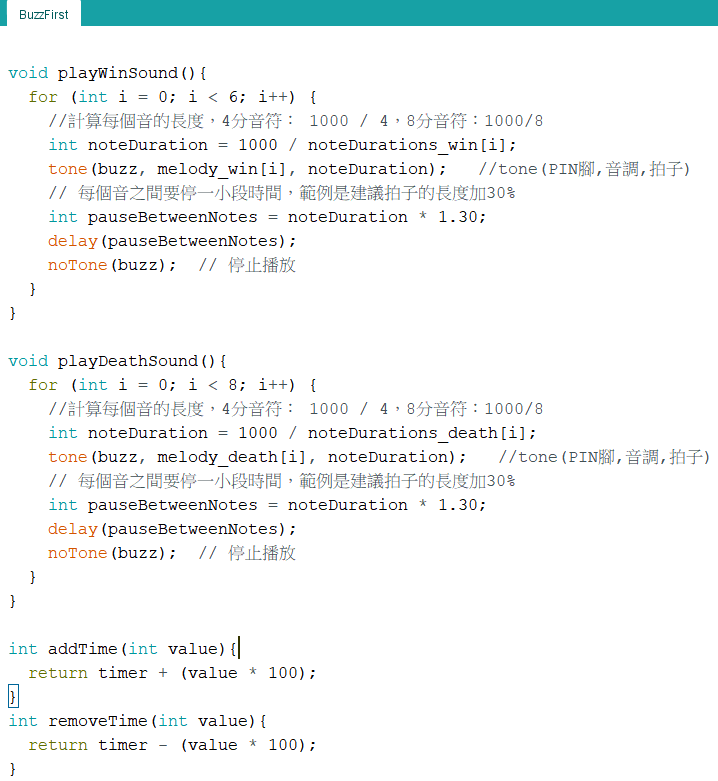 BuzzFirst
void playWinSound(){
for (int i = 0; i < 6; i++) {
//計算每個音的長度，4分音符： 1000 / 4，8分音符：1000/8
int noteDuration = 1000 / noteDurations_win[i];
tone(buzz, melody_win[i], noteDuration);   //tone(PIN腳,音調,拍子)
// 每個音之間要停一小段時間，範例是建議拍子的長度加30%
int pauseBetweenNotes = noteDuration * 1.30;
delay(pauseBetweenNotes);
noTone(buzz);  // 停止播放
}
}
void playDeathSound(){
for (int i = 0; i < 8; i++) {
//計算每個音的長度，4分音符： 1000 / 4，8分音符：1000/8
int noteDuration = 1000 / noteDurations_death[i];
tone(buzz, melody_death[i], noteDuration);   //tone(PIN腳,音調,拍子)
// 每個音之間要停一小段時間，範例是建議拍子的長度加30%
int pauseBetweenNotes = noteDuration * 1.30;
delay(pauseBetweenNotes);
noTone(buzz);  // 停止播放
}
}
int addTime(int value){
return timer + (value * 100);
}
int removeTime(int value){
return timer - (value * 100);
}